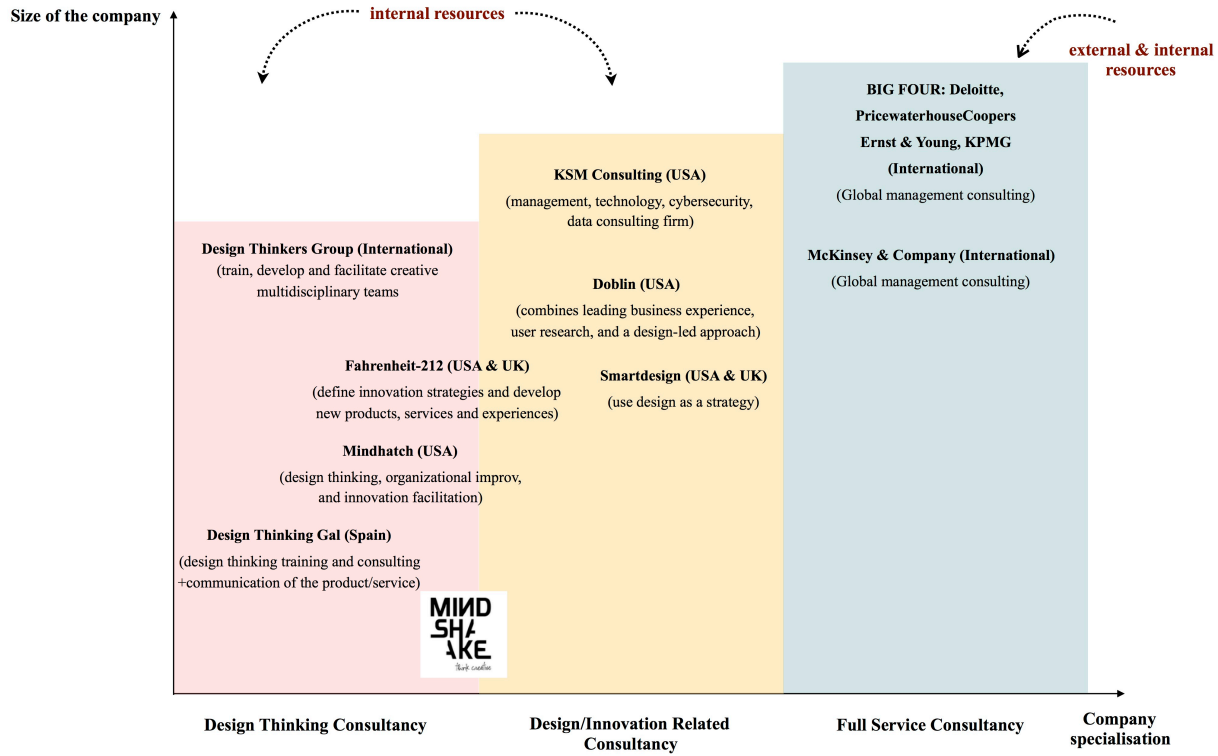 Size of the company
internal resources
external & internal
resources
BIG FOUR: Deloitte,
PricewaterhouseCoopers
Ernst & Young, KPMG
(International)
(Global management consulting)
McKinsey & Company (International)
(Global management consulting)
KSM Consulting (USA)
(management, technology, cybersecurity,
data consulting firm)
Doblin (USA)
(combines leading business experience,
user research, and a design-led approach)
Smartdesign (USA & UK)
(use design as a strategy)
Design Thinkers Group (International)
(train, develop and facilitate creative
multidisciplinary teams
Fahrenheit-212 (USA & UK)
(define innovation strategies and develop
new products, services and experiences)
Mindhatch (USA)
(design thinking, organizational improv,
and innovation facilitation)
Design Thinking Gal (Spain)
(design thinking training and consulting
+communication of the product/service)
MIND
SHA
AKE
think creative
Design Thinking Consultancy
Design/Innovation Related
Consultancy
Full Service Consultancy
Company
specialisation